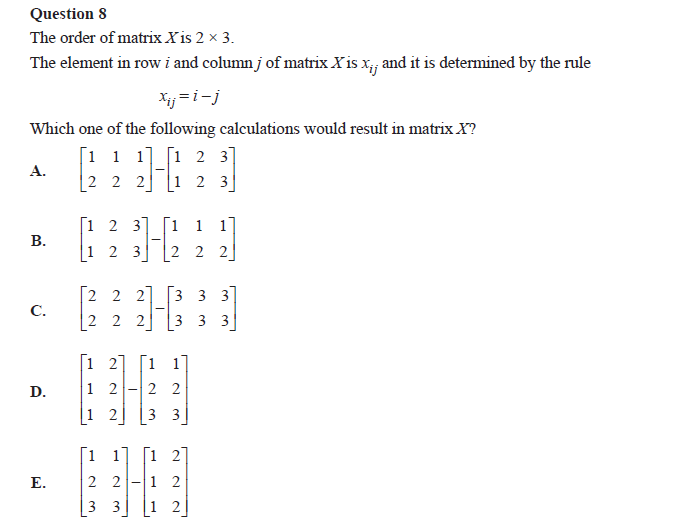 Question 8
The order of matrix X is 2 × 3.
The element in row i and column j of matrix X is xᵢⱼ and it is determined by the rule
xᵢⱼ = i – j
Which one of the following calculations would result in matrix X?
A. [1 1 1] – [1 2 3]
[2 2 2] [1 2 3]
B. [1 2 3] – [1 1 1]
[1 2 3] [2 2 2]
C. [2 2 2] – [3 3 3]
[2 2 2] [3 3 3]
[1 2] [1 1]
D. [1 2] – [2 2]
[1 2] [3 3]
[1 1] [1 2]
E. [2 2] – [1 2]
[3 3] [1 2]